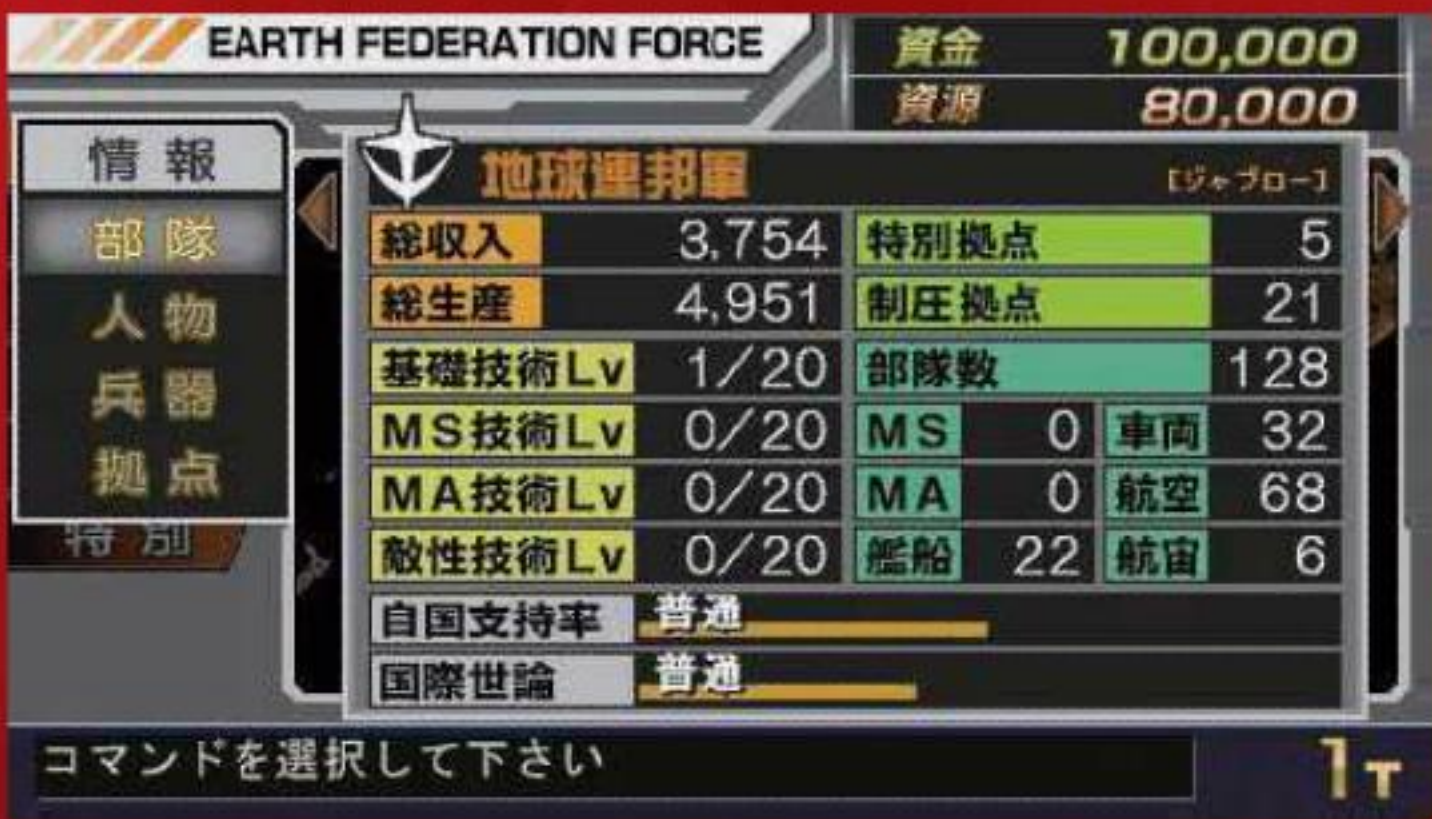 EARTH FEDERATION FORCE
資金 100,000
資源 80,000
情報
部隊
人物
兵器
拠点
特別
地球連邦軍 [ジャブロー]
総収入 3,754 特別拠点 5
総生産 4,951 制圧拠点 21
基礎技術Lv 1/20 部隊数 128
MS技術Lv 0/20 MS 0 車両 32
MA技術Lv 0/20 MA 0 航空 68
敵性技術Lv 0/20 艦船 22 航宙 6
自国支持率 普通
国際世論 普通
コマンドを選択して下さい
1T